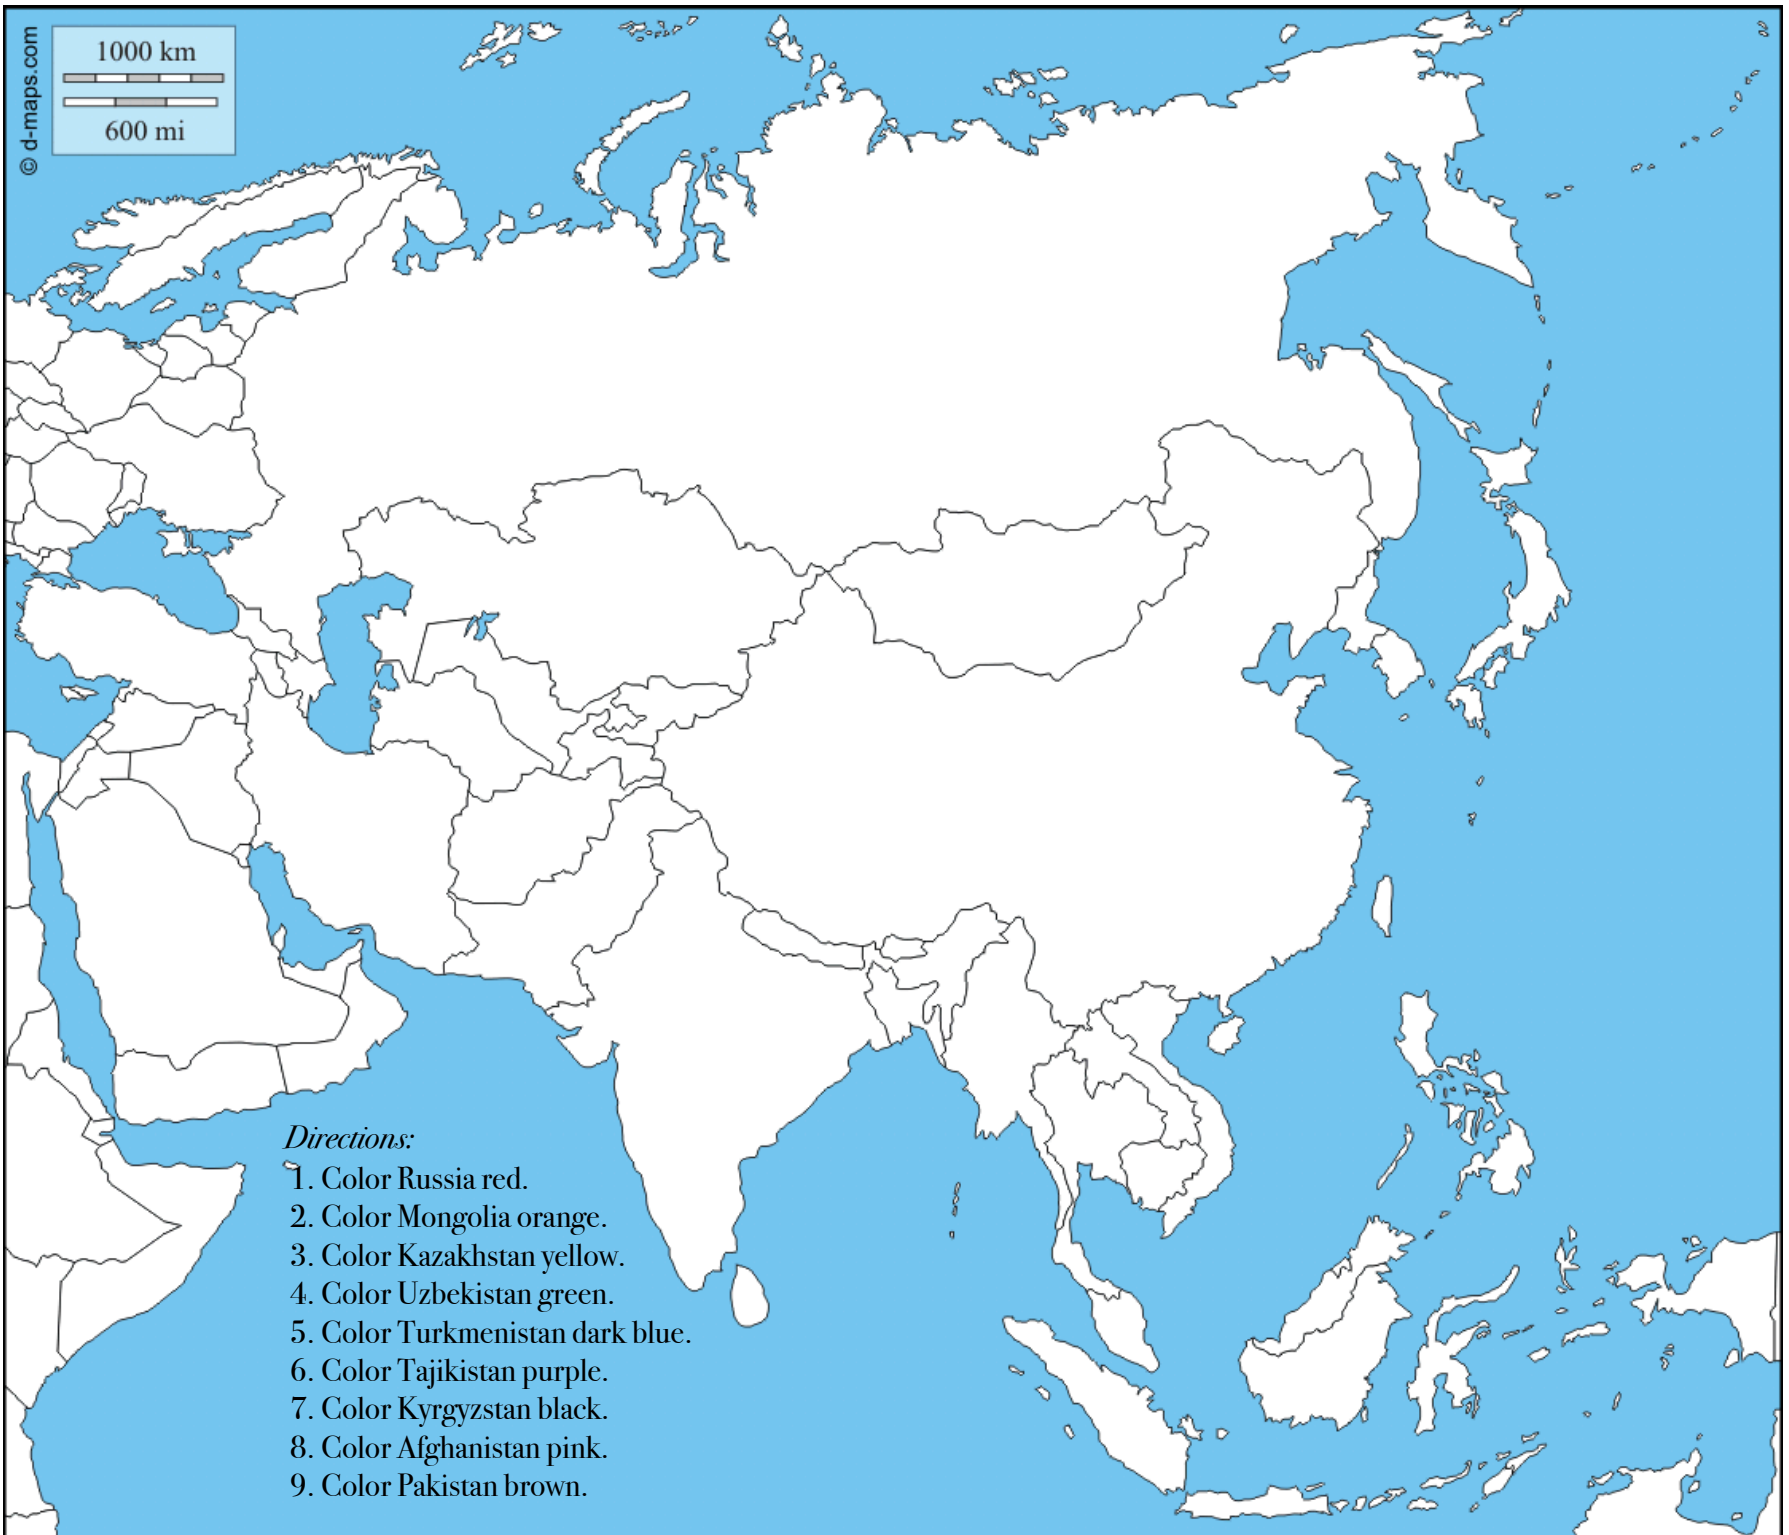 © d-maps.com
1000 km
600 mi
Directions:
1. Color Russia red.
2. Color Mongolia orange.
3. Color Kazakhstan yellow.
4. Color Uzbekistan green.
5. Color Turkmenistan dark blue.
6. Color Tajikistan purple.
7. Color Kyrgyzstan black.
8. Color Afghanistan pink.
9. Color Pakistan brown.